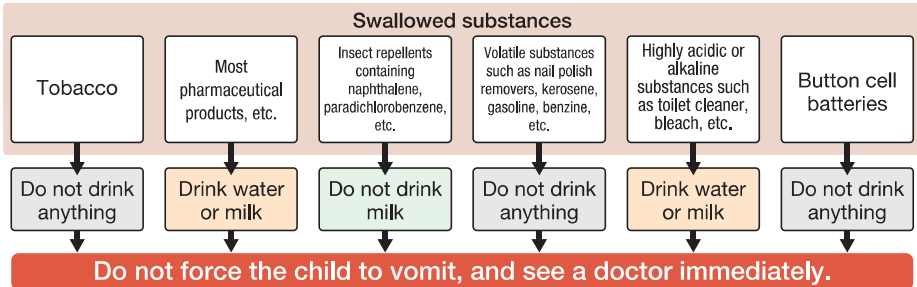 Swallowed substances
Tobacco
Most
pharmaceutical
products, etc.
Insect repellents
containing
naphthalene,
paradichlorobenzene,
etc.
Volatile substances
such as nail polish
removers, kerosene,
gasoline, benzine,
etc.
Highly acidic or
alkaline
substances such
as toilet cleaner,
bleach, etc.
Button cell
batteries
Do not drink
anything
Drink water
or milk
Do not drink
milk
Do not drink
anything
Drink water
or milk
Do not drink
anything
Do not force the child to vomit, and see a doctor immediately.